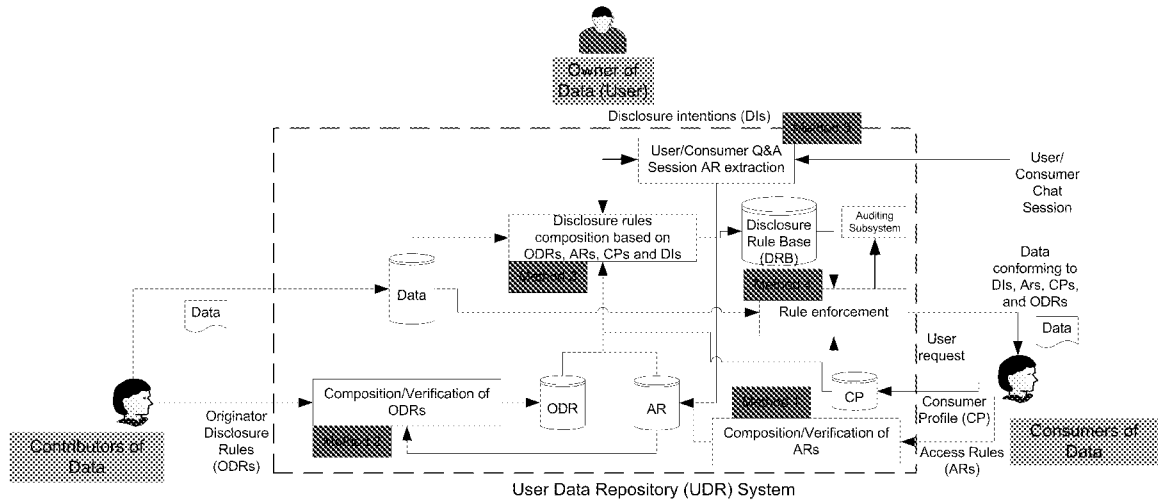 Owner of
Data (User)
Disclosure intentions (DIs)
User/Consumer Q&A
Session AR extraction
User/
Consumer
Chat
Session
Disclosure rules
composition based on
ODRs, ARs, CPs and DIs
Disclosure
Rule Base
(DRB)
Auditing
Subsystem
Data
conforming to
DIs, Ars, CPs,
and ODRs
Data
Data
Data
Rule enforcement
User
request
Composition/Verification of
ODRs
ODR
AR
CP
Consumer
Profile (CP)
Originator
Disclosure
Rules
(ODRs)
Contributors of
Data
Composition/Verification of
ARs
Access Rules
(ARs)
Consumers of
Data
User Data Repository (UDR) System